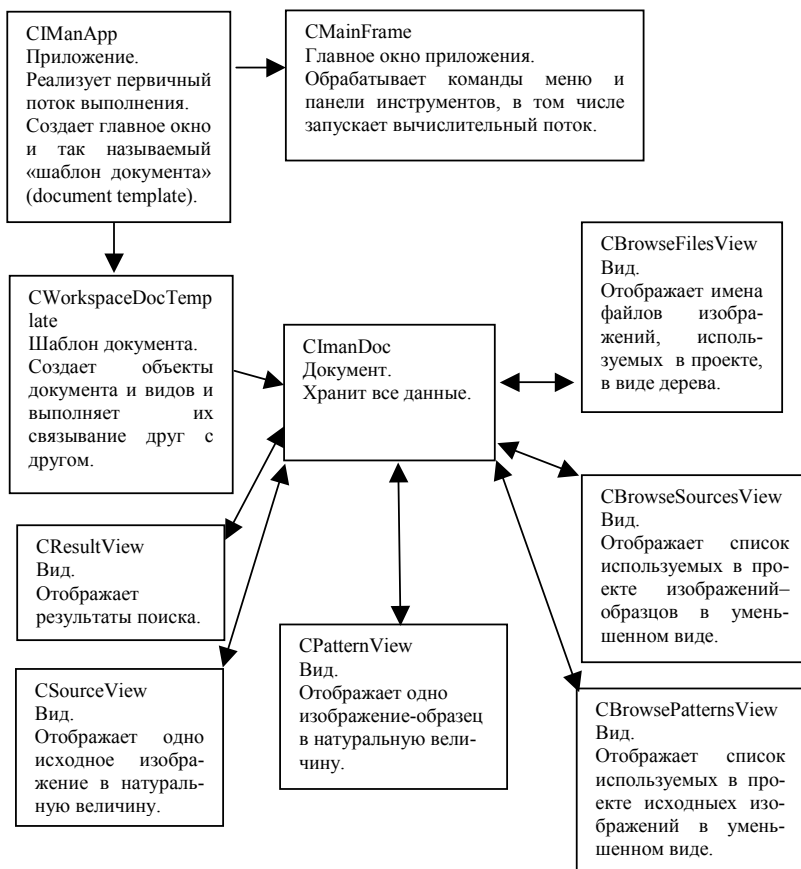 CIManApp
Приложение.
Реализует первичный
поток выполнения.
Создает главное окно
и так называемый
«шаблон документа»
(document template).
CMainFrame
Главное окно приложения.
Обрабатывает команды меню и
панели инструментов, в том числе
запускает вычислительный поток.
CWorkspaceDocTemp
late
Шаблон документа.
Создает объекты
документа и видов и
выполняет их
связывание друг с
другом.
CImanDoc
Документ.
Хранит все данные.
CBrowseFilesView
Вид.
Отображает имена
файлов изобра-
жений, исполь-
зуемых в проекте,
в виде дерева.
CResultView
Вид.
Отображает
результаты поиска.
CSourceView
Вид.
Отображает одно
исходное изобра-
жение в натураль-
ную величину.
CPatternView
Вид.
Отображает одно
изображение-образец
в натуральную вели-
чину.
CBrowseSourcesView
Вид.
Отображает список
используемых в про-
екте изображений–
образцов в умень-
шенном виде.
CBrowsePatternsView
Вид.
Отображает список
используемых в про-
екте исходныех изо-
бражений в умень-
шенном виде.